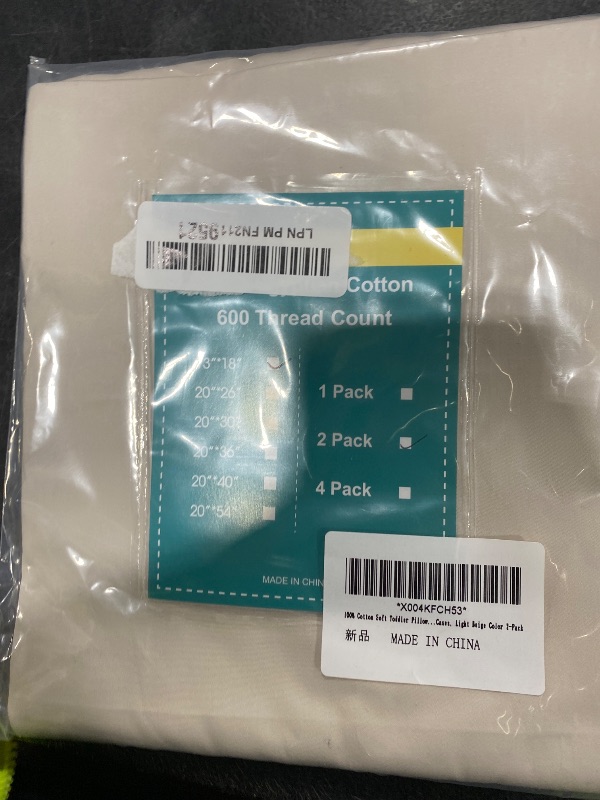 LPN PM FN2119521
Cotton
600 Thread Count
3"*18"
20"*26"
20"*30"
20"*36"
20"*40"
20"*54"
1 Pack
2 Pack
4 Pack
MADE IN CHIN
*X004KFCH53*
100% Cotton Soft Toddler Pillow...Cases, Light Beige Color 2-Pack
新品 MADE IN CHINA